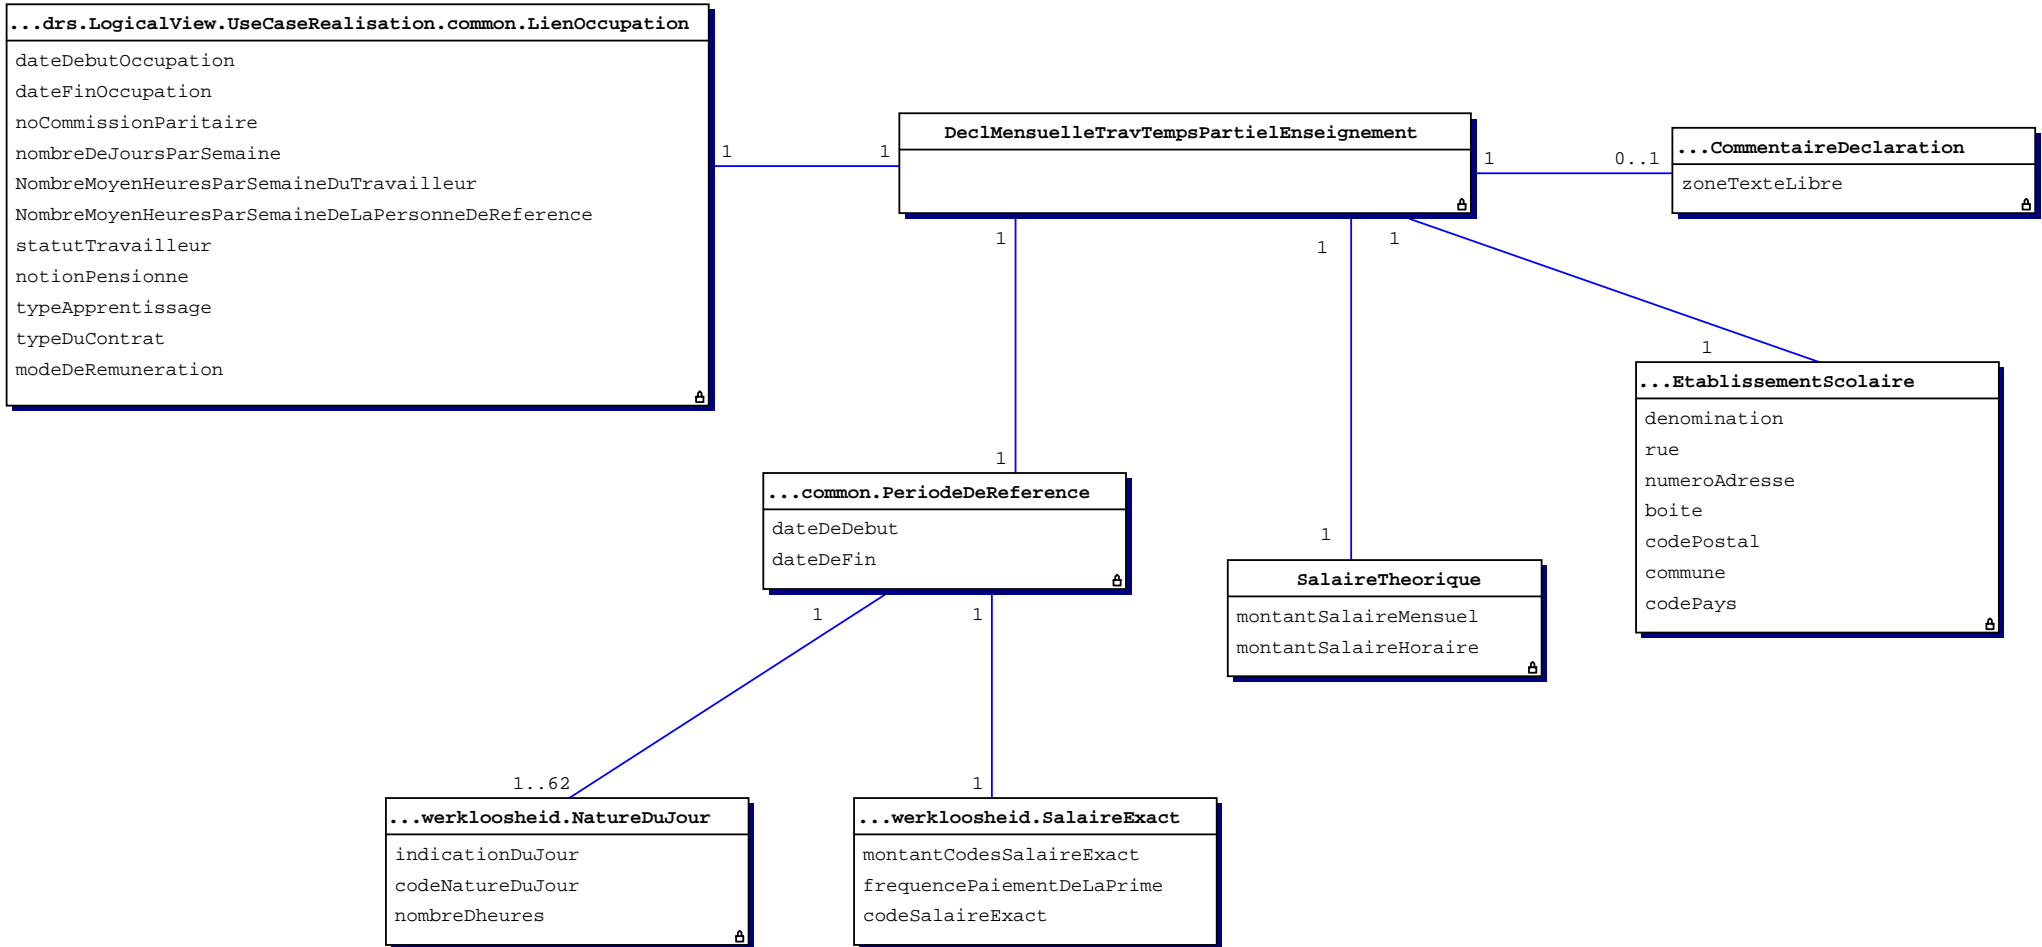 ...drs.LogicalView.UseCaseRealisation.common.LienOccupation
dateDebutOccupation
dateFinOccupation
noCommissionParitaire
nombreDeJoursParSemaine
NombreMoyenHeuresParSemaineDuTravailleur
NombreMoyenHeuresParSemaineDeLaPersonneDeReference
statutTravailleur
notionPensionne
typeApprentissage
typeDuContrat
modeDeRemuneration
1
1
DeclMensuelleTravTempsPartielEnseignement
1
0..1
...CommentaireDeclaration
zoneTexteLibre
1
1
1
1
1
1
...EtablissementScolaire
denomination
rue
numeroAdresse
boite
codePostal
commune
codePays
...common.PeriodeDeReference
dateDeDebut
dateDeFin
SalaireTheorique
montantSalaireMensuel
montantSalaireHoraire
1
1
1..62
1
...werkloosheid.NatureDuJour
indicationDuJour
codeNatureDuJour
nombreDheures
...werkloosheid.SalaireExact
montantCodesSalaireExact
frequencePaiementDeLaPrime
codeSalaireExact